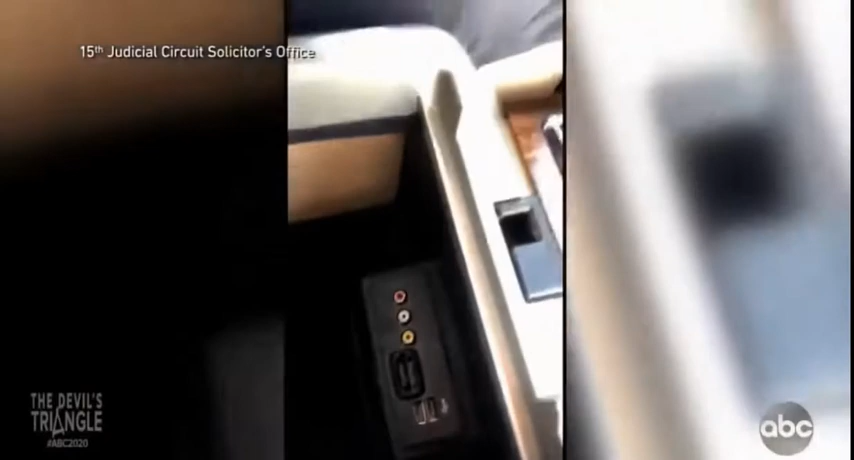 15th Judicial Circuit Solicitor's Office
THE DEVIL'S
TRIANGLE
#ABC2020
abc